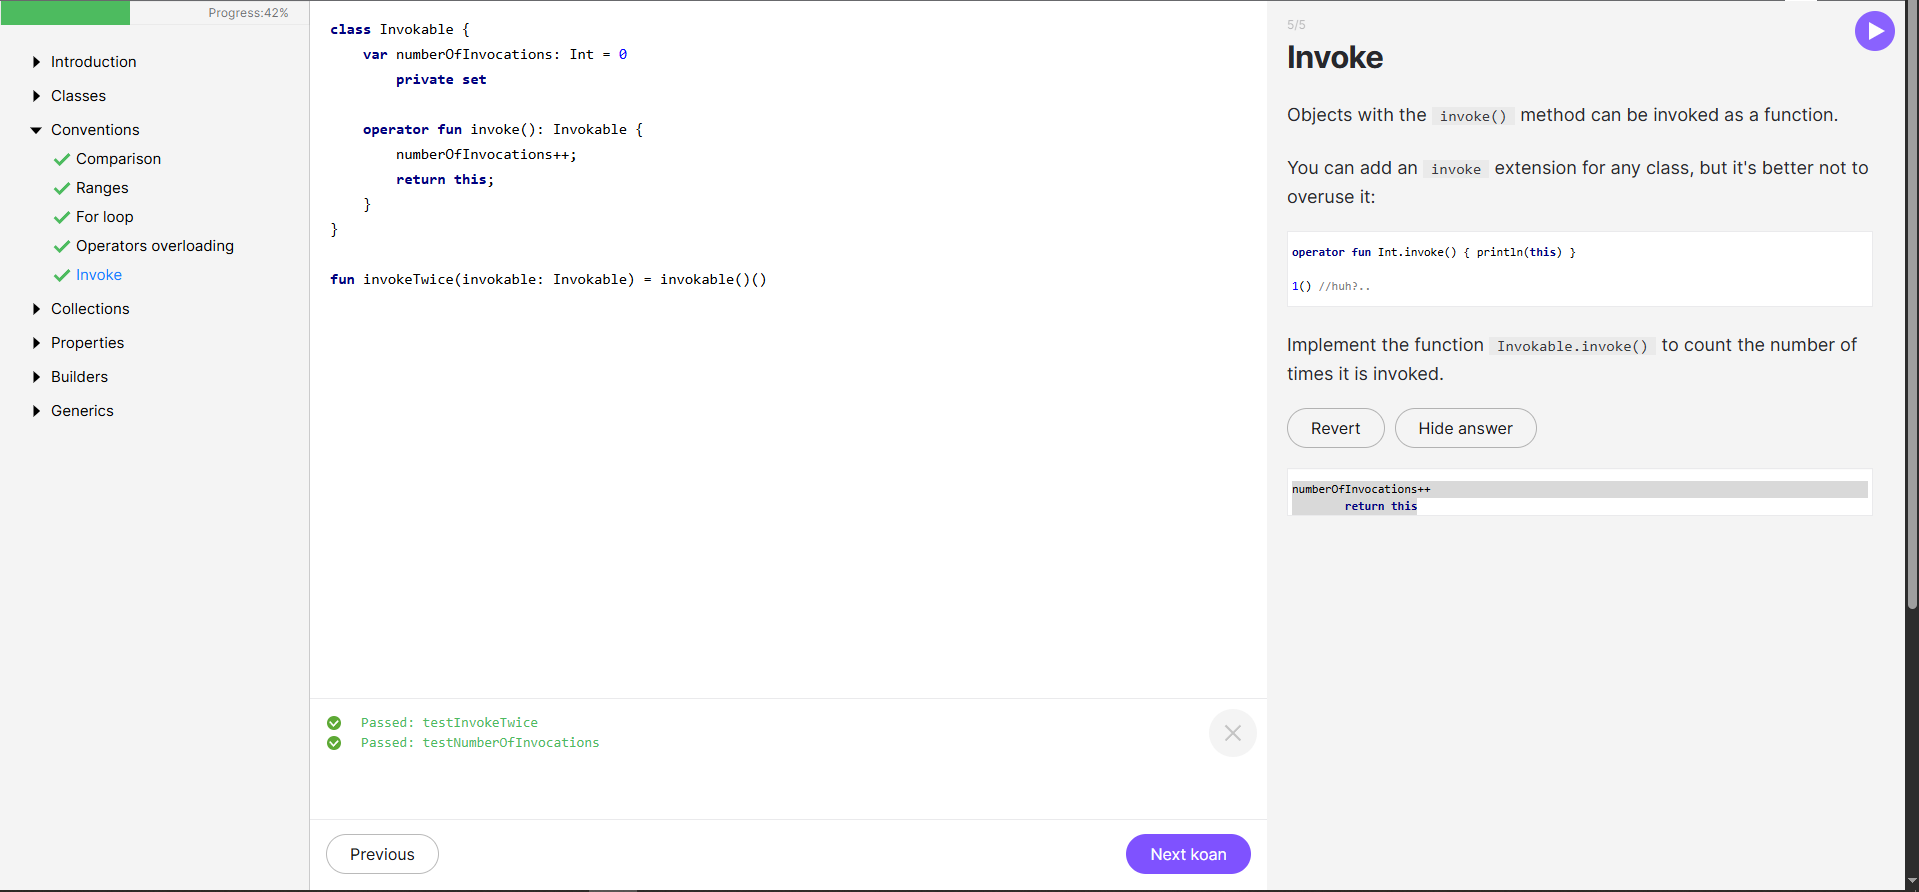 Progress:42%
Introduction
Classes
Conventions
Comparison
Ranges
For loop
Operators overloading
Invoke
Collections
Properties
Builders
Generics
class Invokable {
    var numberOfInvocations: Int = 0
        private set
    operator fun invoke(): Invokable {
        numberOfInvocations++;
        return this;
    }
}
fun invokeTwice(invokable: Invokable) = invokable()()
Passed: testInvokeTwice
Passed: testNumberOfInvocations
Previous
Next koan
5/5
Invoke
Objects with the invoke() method can be invoked as a function.
You can add an invoke extension for any class, but it's better not to
overuse it:
operator fun Int.invoke() { println(this) }
1() //huh?..
Implement the function Invokable.invoke() to count the number of
times it is invoked.
Revert
Hide answer
numberOfInvocations++
        return this